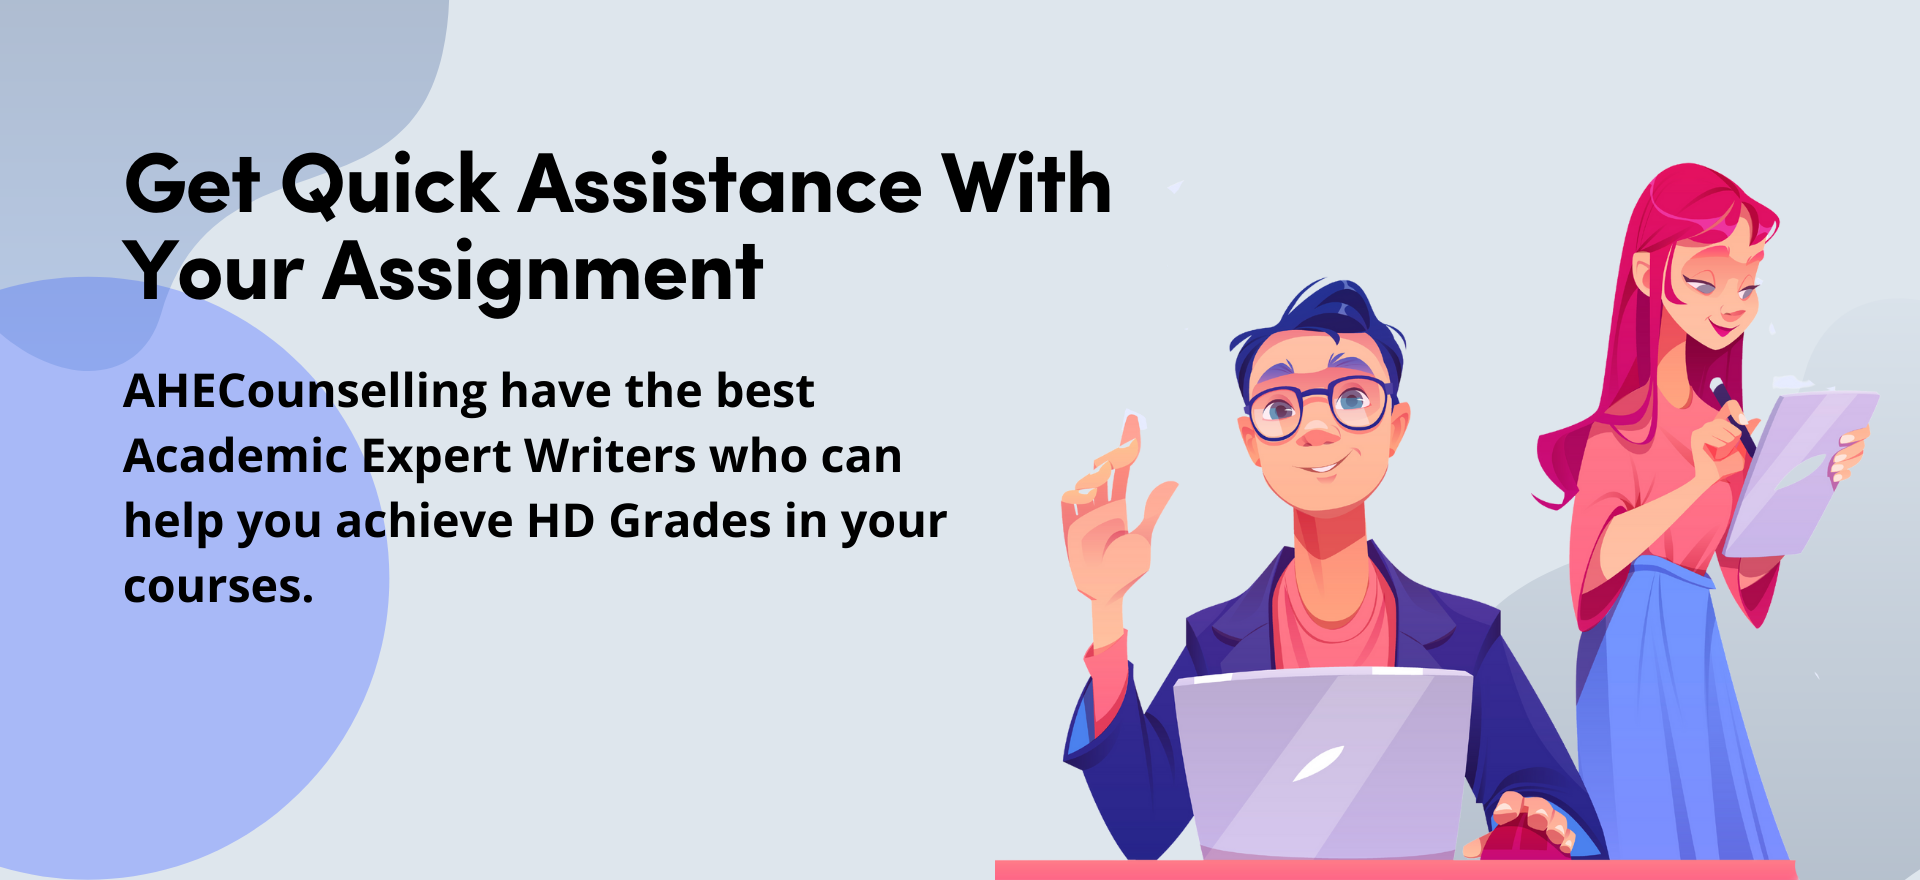 Get Quick Assistance With
Your Assignment
AHECounselling have the best
Academic Expert Writers who can
help you achieve HD Grades in your
courses.